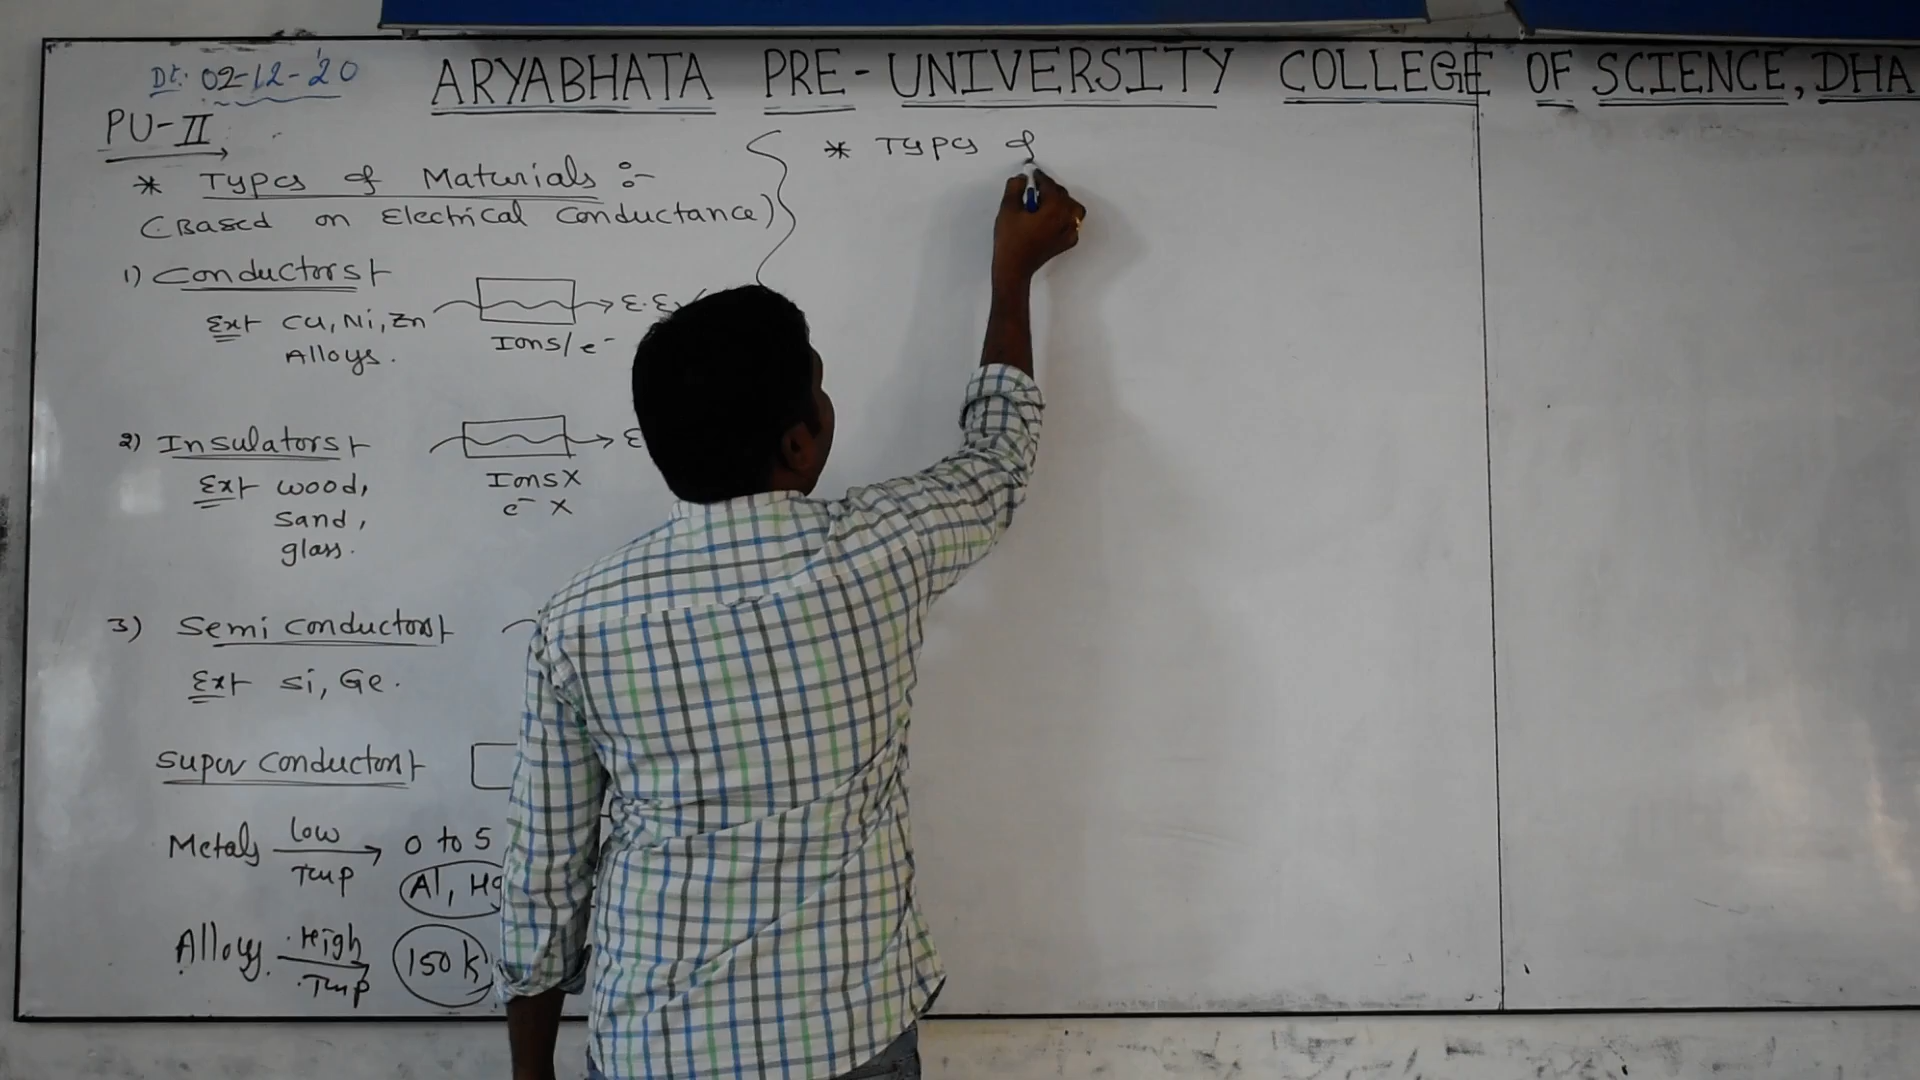 Dt: 02-12-20
ARYABHATA PRE-UNIVERSITY COLLEGE OF SCIENCE, DHA
PU-II
* Types of Materials :-
(Based on Electrical conductance)
1) Conductors:-
Ex:- Cu, Ni, Zn
Alloys.
Ions/e-
2) Insulators:-
Ex:- wood,
sand,
glass.
Ions X
e- X
3) Semi conductors:-
Ex:- Si, Ge.
Super conductors:-
Metals Low Temp → 0 to 5
Al, Hg
Alloys. High Temp → 150 K
* Types of